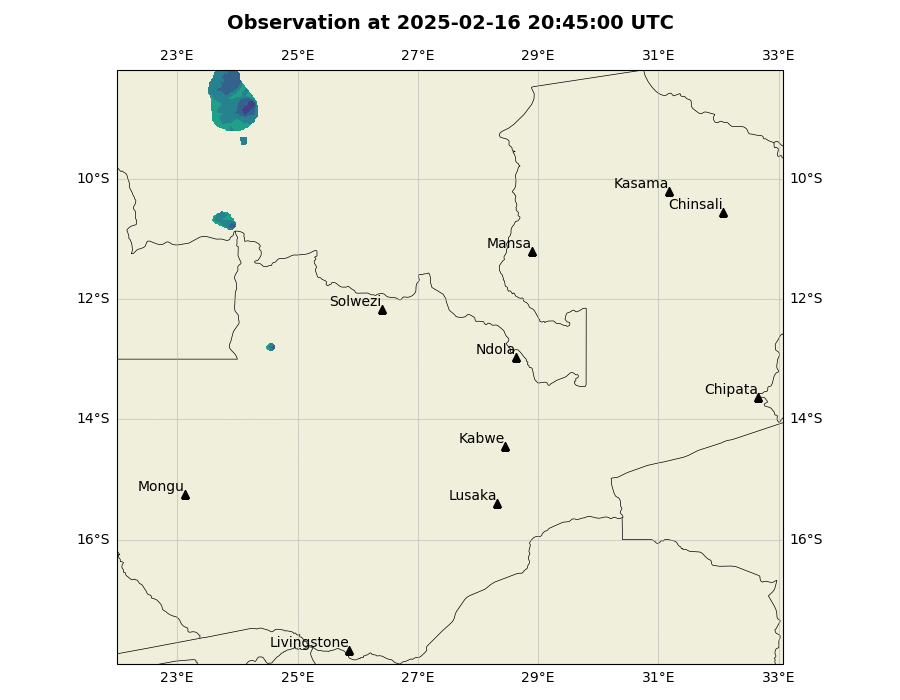 Observation at 2025-02-16 20:45:00 UTC
23°E 25°E 27°E 29°E 31°E 33°E
10°S 10°S
Kasama
Chinsali
Mansa
12°S 12°S
Solwezi
Ndola
Chipata
14°S 14°S
Kabwe
Mongu
Lusaka
16°S 16°S
Livingstone
23°E 25°E 27°E 29°E 31°E 33°E